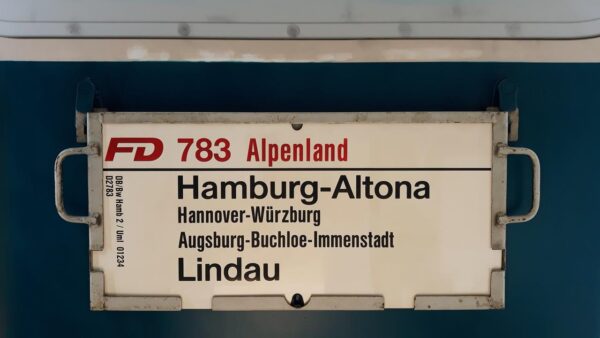 FD 783 Alpenland
Hamburg-Altona
Hannover-Würzburg
Augsburg-Buchloe-Immenstadt
Lindau
DB/Bw Hamb 2 / Uml 01234
D2783